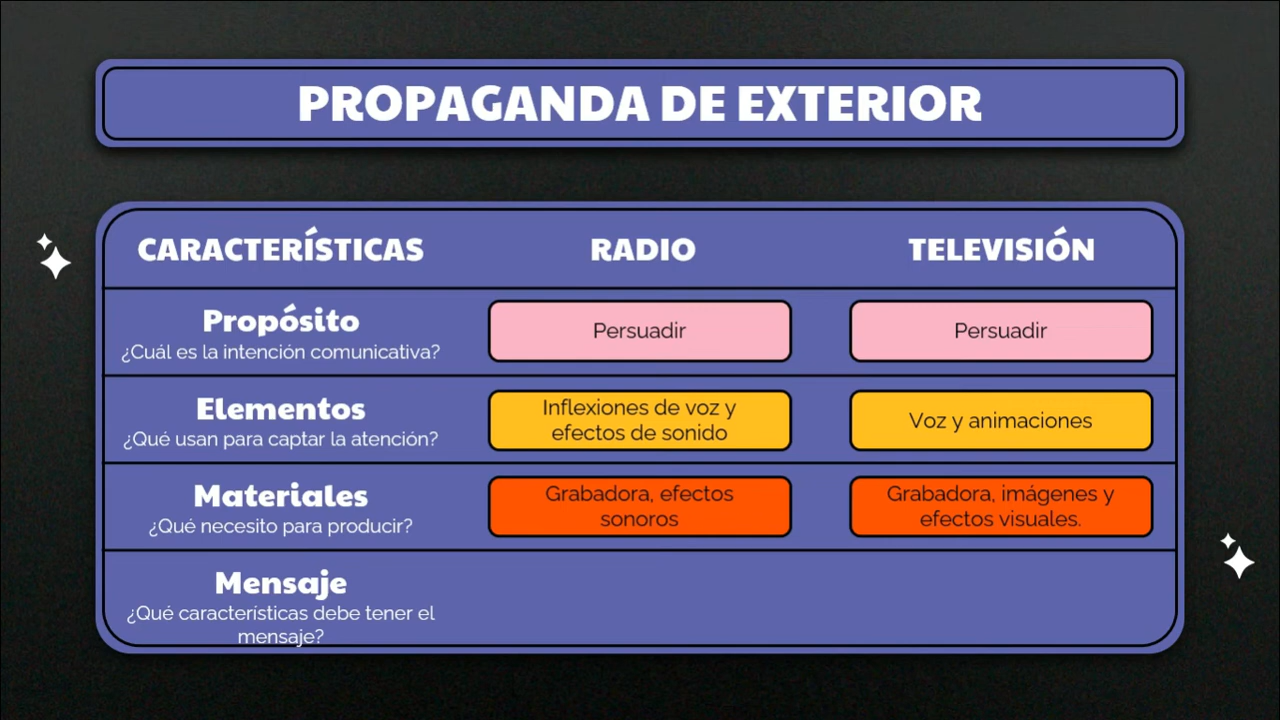 PROPAGANDA DE EXTERIOR
CARACTERÍSTICAS RADIO TELEVISIÓN
Propósito
¿Cuál es la intención comunicativa?
Persuadir
Persuadir
Elementos
¿Qué usan para captar la atención?
Inflexiones de voz y
efectos de sonido
Voz y animaciones
Materiales
¿Qué necesito para producir?
Grabadora, efectos
sonoros
Grabadora, imágenes y
efectos visuales.
Mensaje
¿Qué características debe tener el
mensaje?